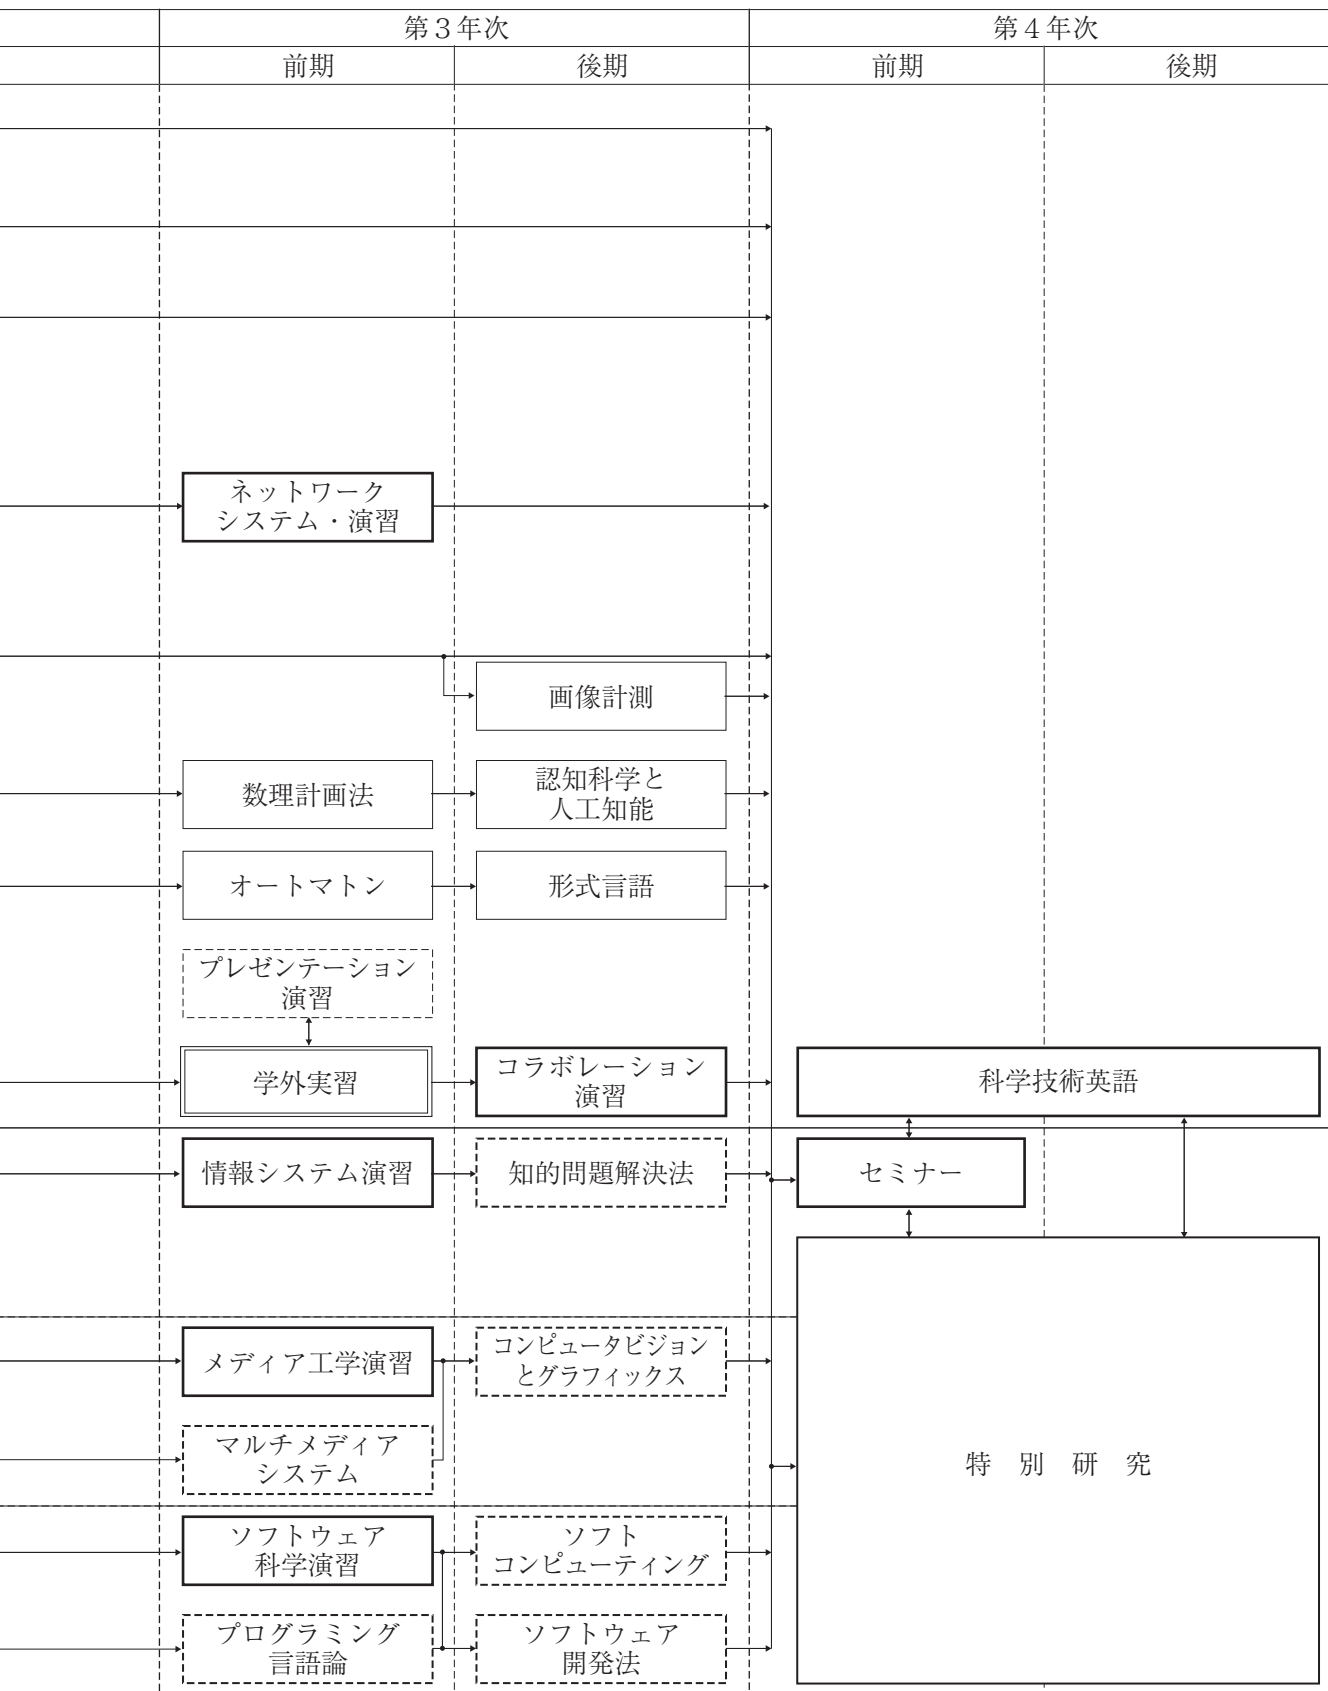 第３年次
第４年次
前期
後期
前期
後期
ネットワーク
システム・演習
画像計測
数理計画法
認知科学と
人工知能
オートマトン
形式言語
プレゼンテーション
演習
学外実習
コラボレーション
演習
科学技術英語
情報システム演習
知的問題解決法
セミナー
メディア工学演習
コンピュータビジョン
とグラフィックス
マルチメディア
システム
特別研究
ソフトウェア
科学演習
ソフト
コンピューティング
プログラミング
言語論
ソフトウェア
開発法